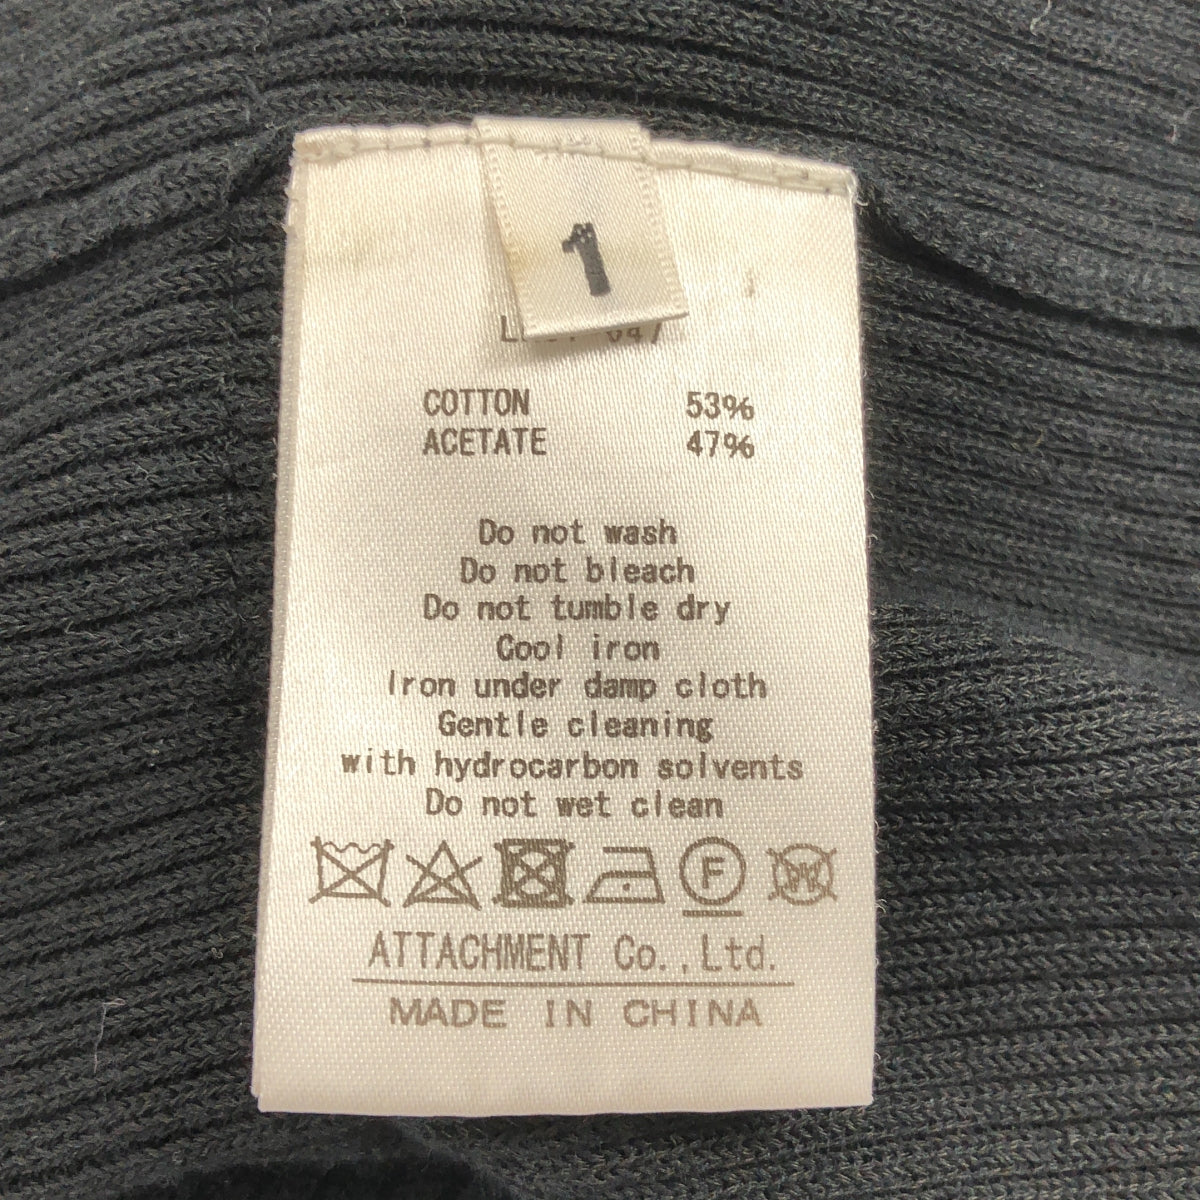 1
COTTON 53%
ACETATE 47%
Do not wash
Do not bleach
Do not tumble dry
Cool iron
Iron under damp cloth
Gentle cleaning
with hydrocarbon solvents
Do not wet clean
F W
ATTACHMENT Co.,Ltd.
MADE IN CHINA